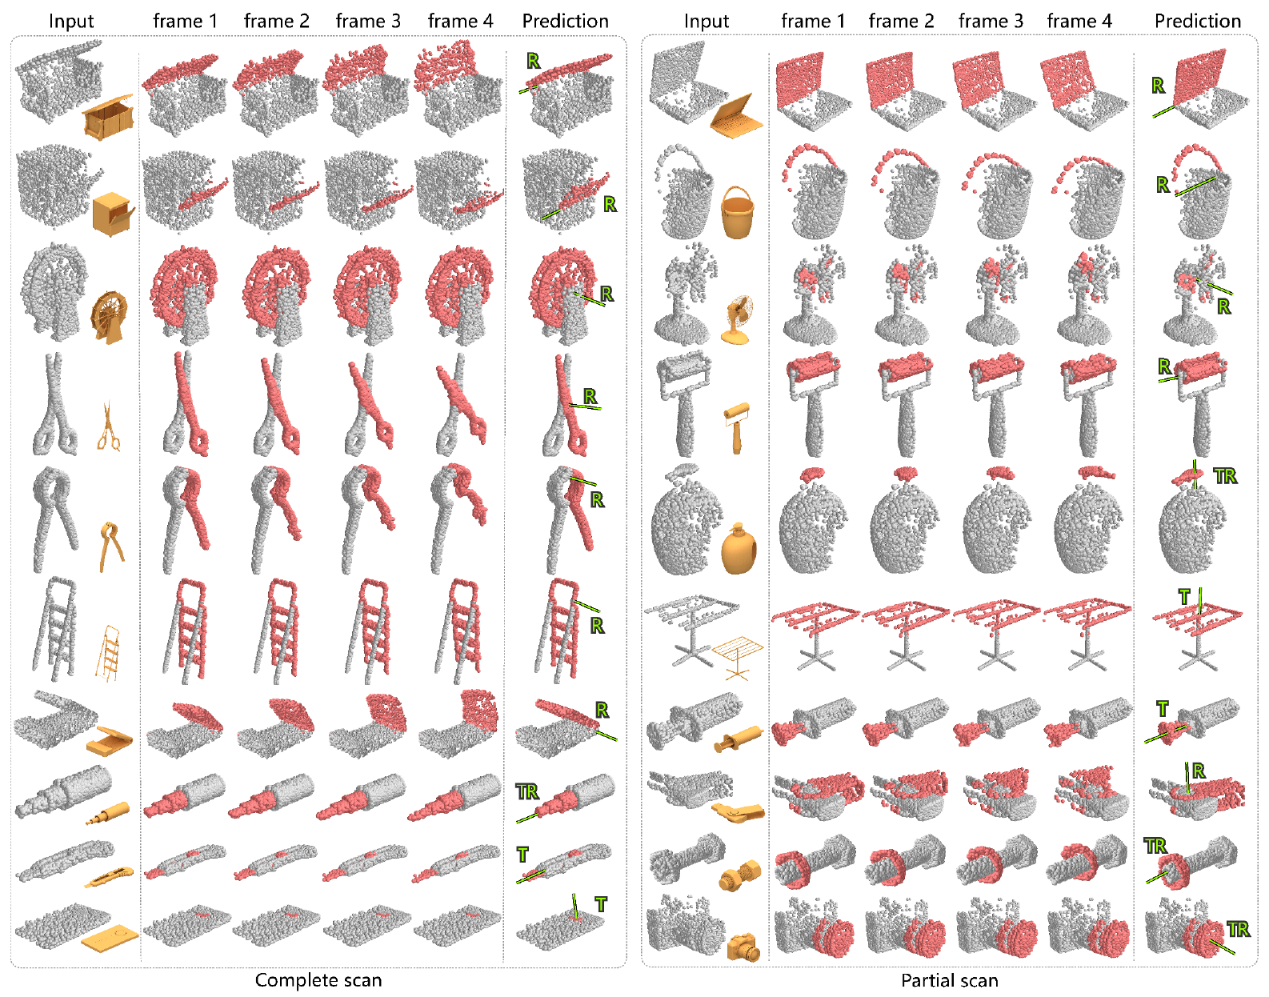 Input frame 1 frame 2 frame 3 frame 4 Prediction Input frame 1 frame 2 frame 3 frame 4 Prediction
R R
R R
R R
R R
R TR
R T
R T
TR R
T TR
T TR
Complete scan Partial scan